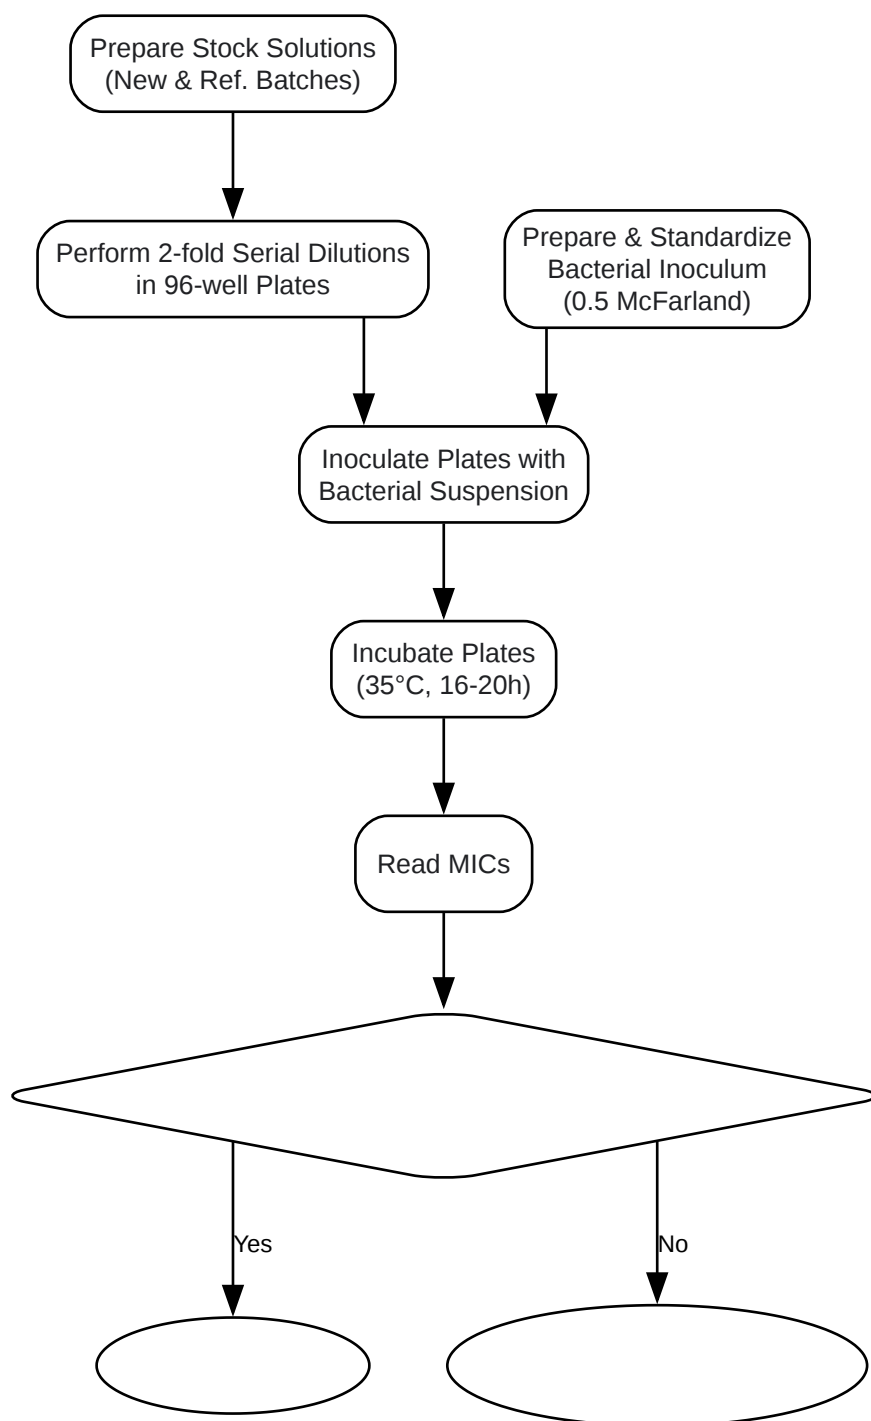 Prepare Stock Solutions
(New & Ref. Batches)
Perform 2-fold Serial Dilutions
in 96-well Plates
Prepare & Standardize
Bacterial Inoculum
(0.5 McFarland)
Inoculate Plates with
Bacterial Suspension
Incubate Plates
(35°C, 16-20h)
Read MICs
Yes
No